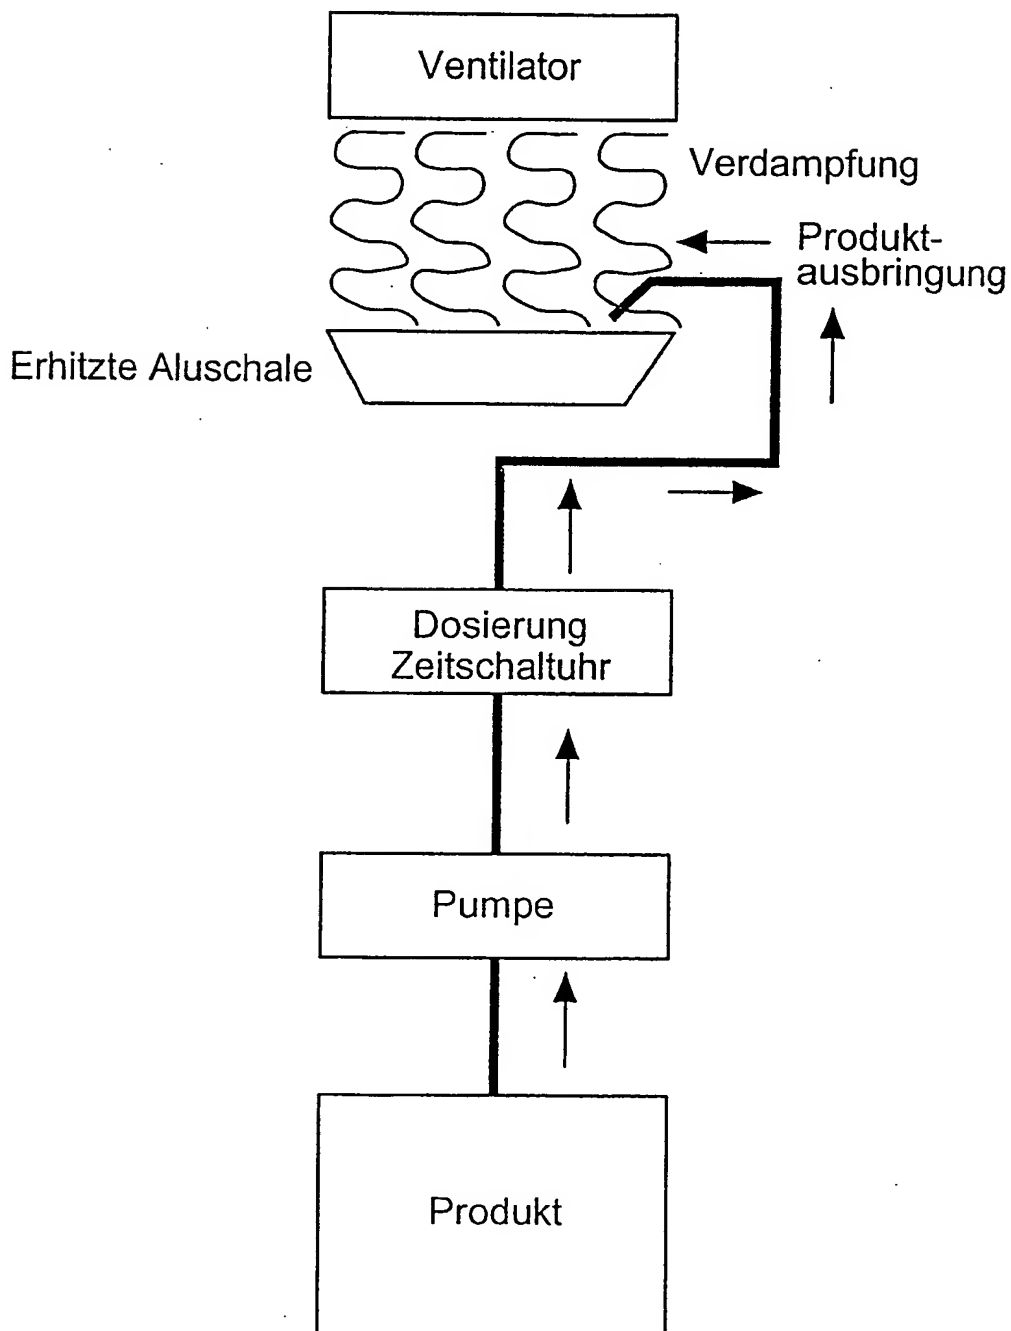 Ventilator
Verdampfung
Produkt-
ausbringung
Erhitzte Aluschale
Dosierung
Zeitschaltuhr
Pumpe
Produkt